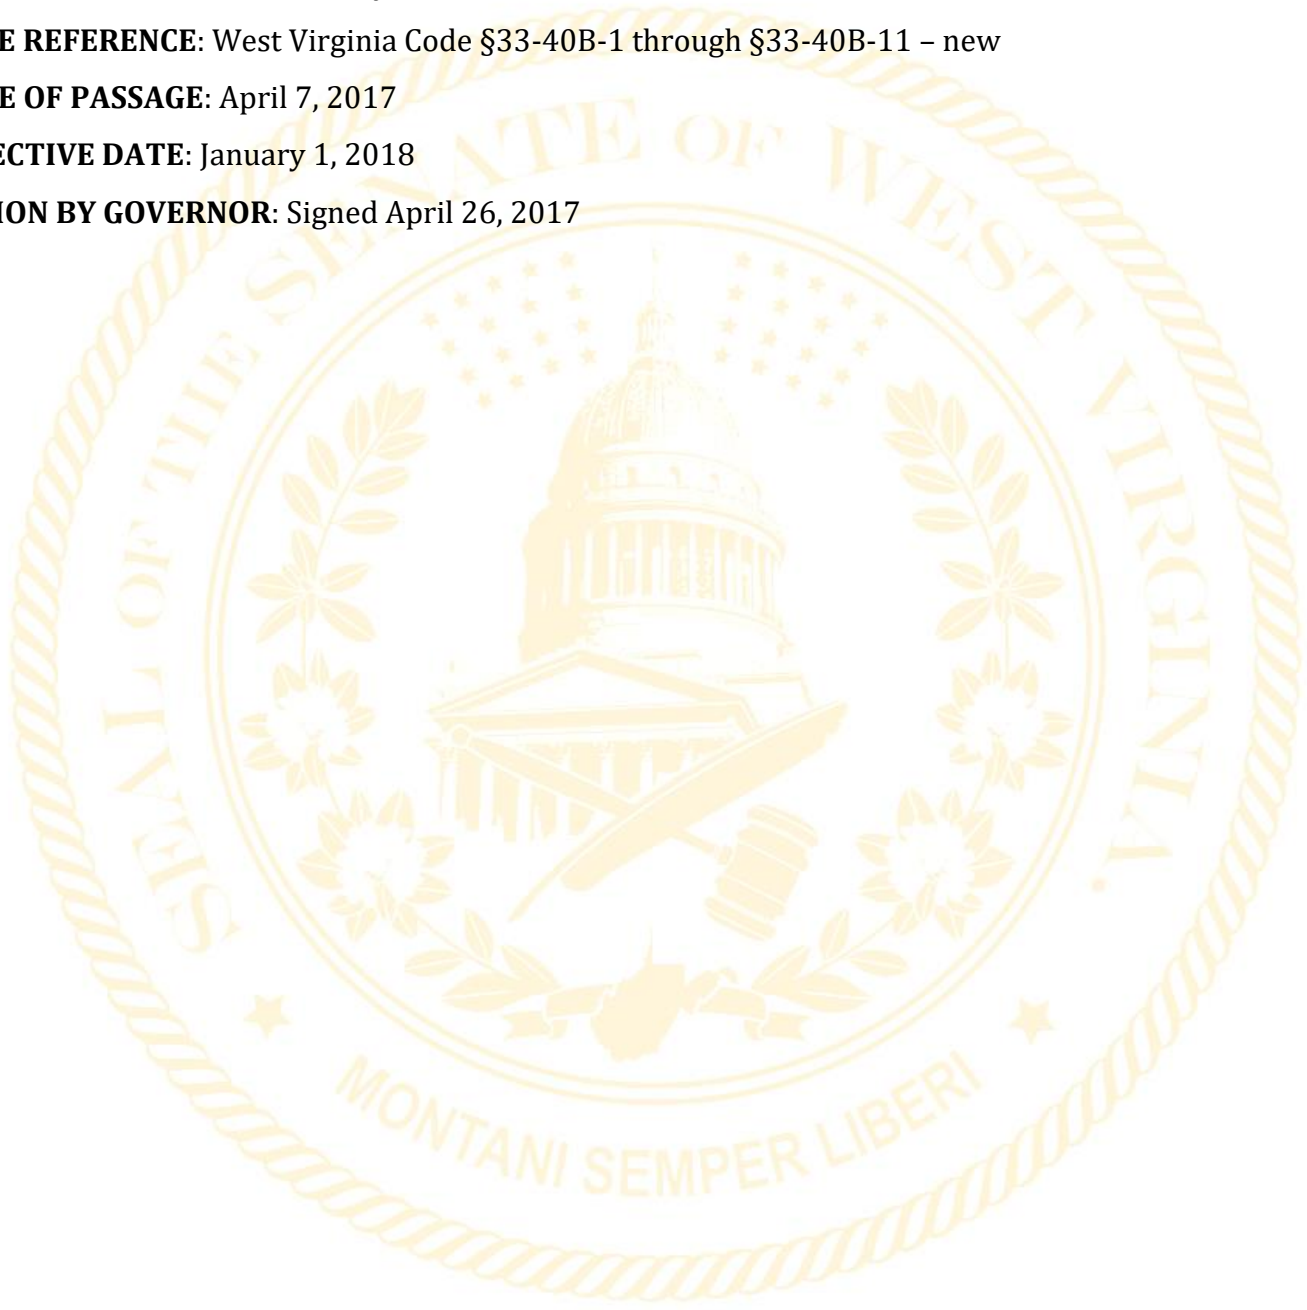 E REFERENCE: West Virginia Code §33-40B-1 through §33-40B-11 – new
E OF PASSAGE: April 7, 2017
ECTIVE DATE: January 1, 2018
ION BY GOVERNOR: Signed April 26, 2017
SEAL OF THE SENATE OF WEST VIRGINIA.
MONTANI SEMPER LIBERI